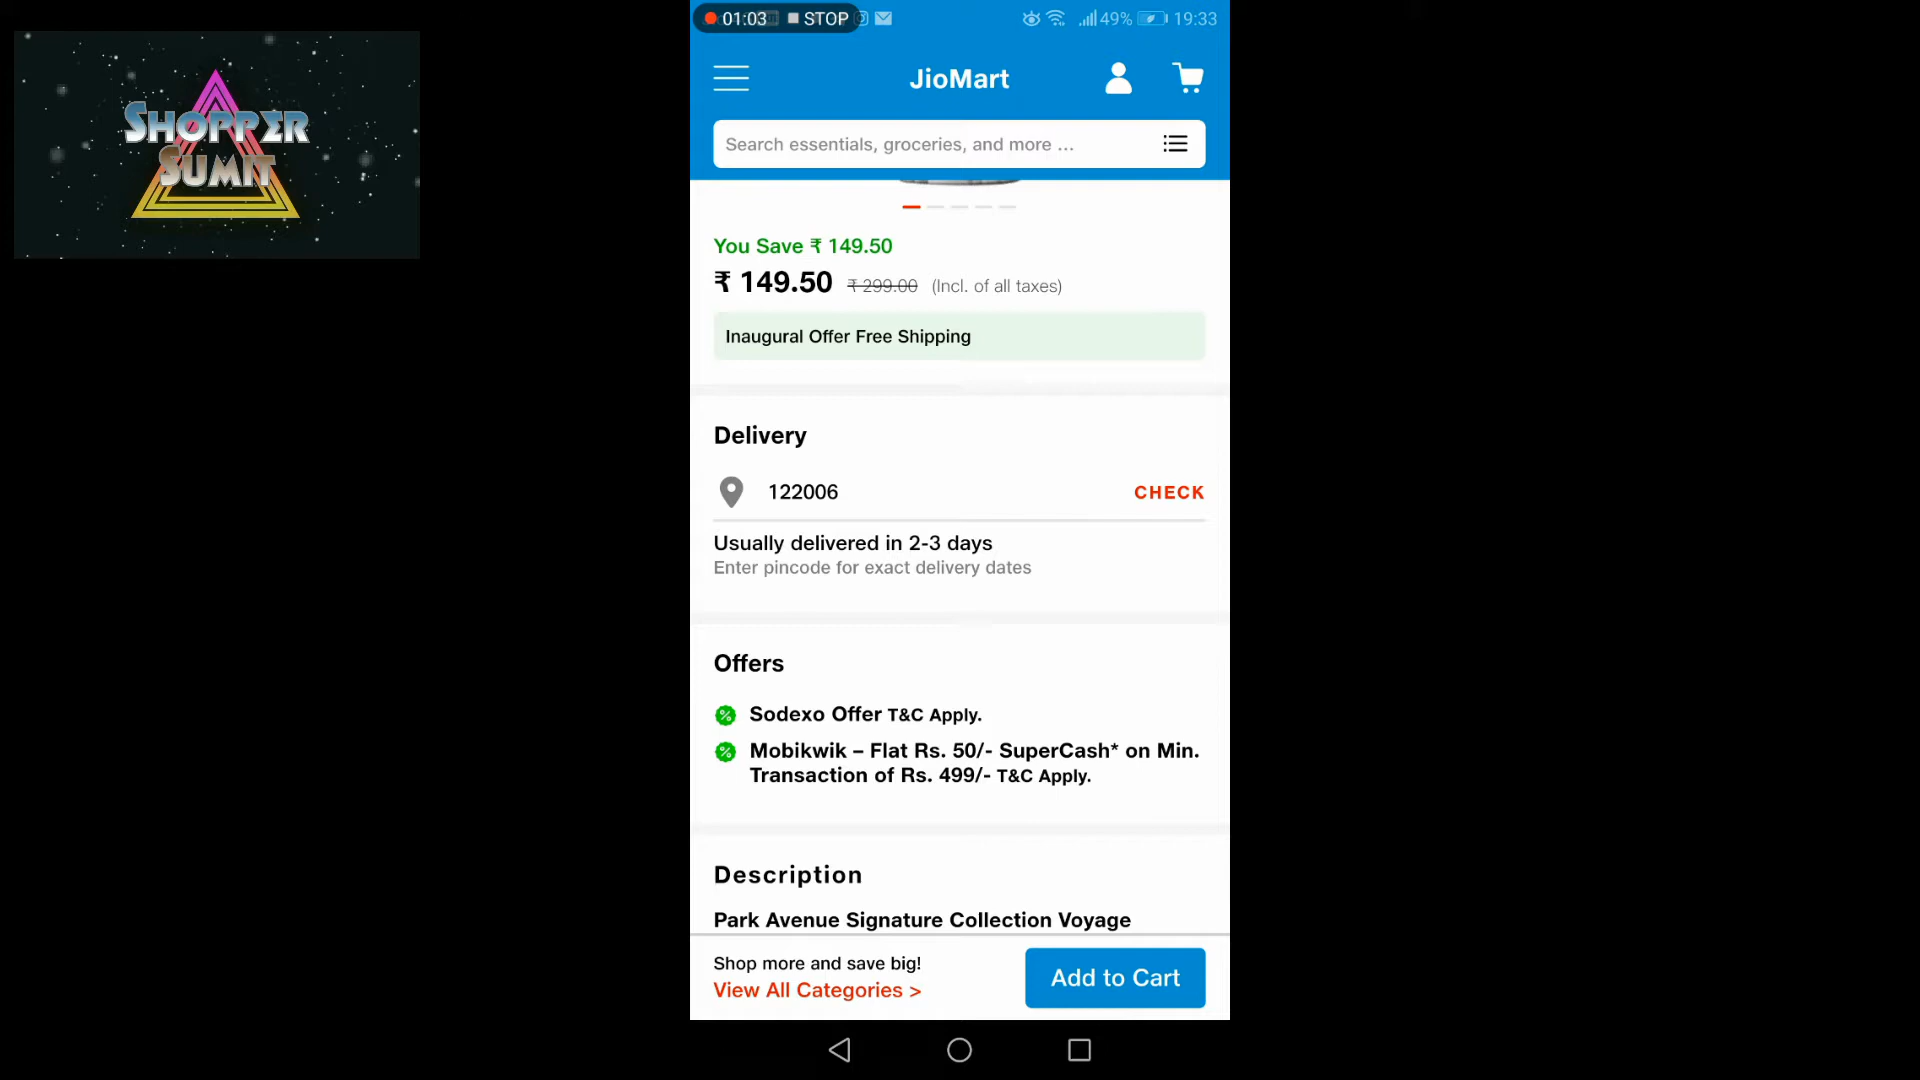 SHOPPER
SUMIT
01:03 STOP 49% 19:33
JioMart
Search essentials, groceries, and more ...
You Save ₹ 149.50
₹ 149.50 ₹ 299.00 (Incl. of all taxes)
Inaugural Offer Free Shipping
Delivery
122006 CHECK
Usually delivered in 2-3 days
Enter pincode for exact delivery dates
Offers
Sodexo Offer T&C Apply.
Mobikwik – Flat Rs. 50/- SuperCash* on Min.
Transaction of Rs. 499/- T&C Apply.
Description
Park Avenue Signature Collection Voyage
Shop more and save big!
View All Categories >
Add to Cart